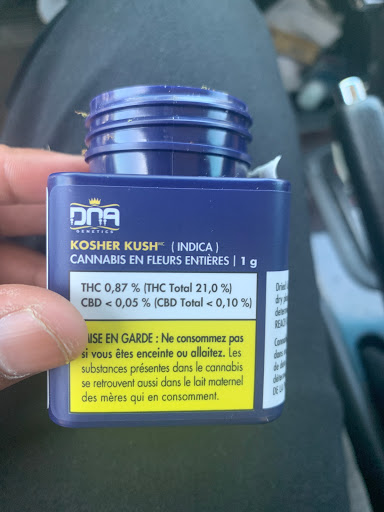 DNA
GENETICS
KOSHER KUSH ( INDICA )
CANNABIS EN FLEURS ENTIÈRES | 1 g
THC 0,87 % (THC Total 21,0 %)
CBD < 0,05 % (CBD Total < 0,10 %)
MISE EN GARDE : Ne consommez pas
si vous êtes enceinte ou allaitez. Les
substances présentes dans le cannabis
se retrouvent aussi dans le lait maternel
des mères qui en consomment.
Dried